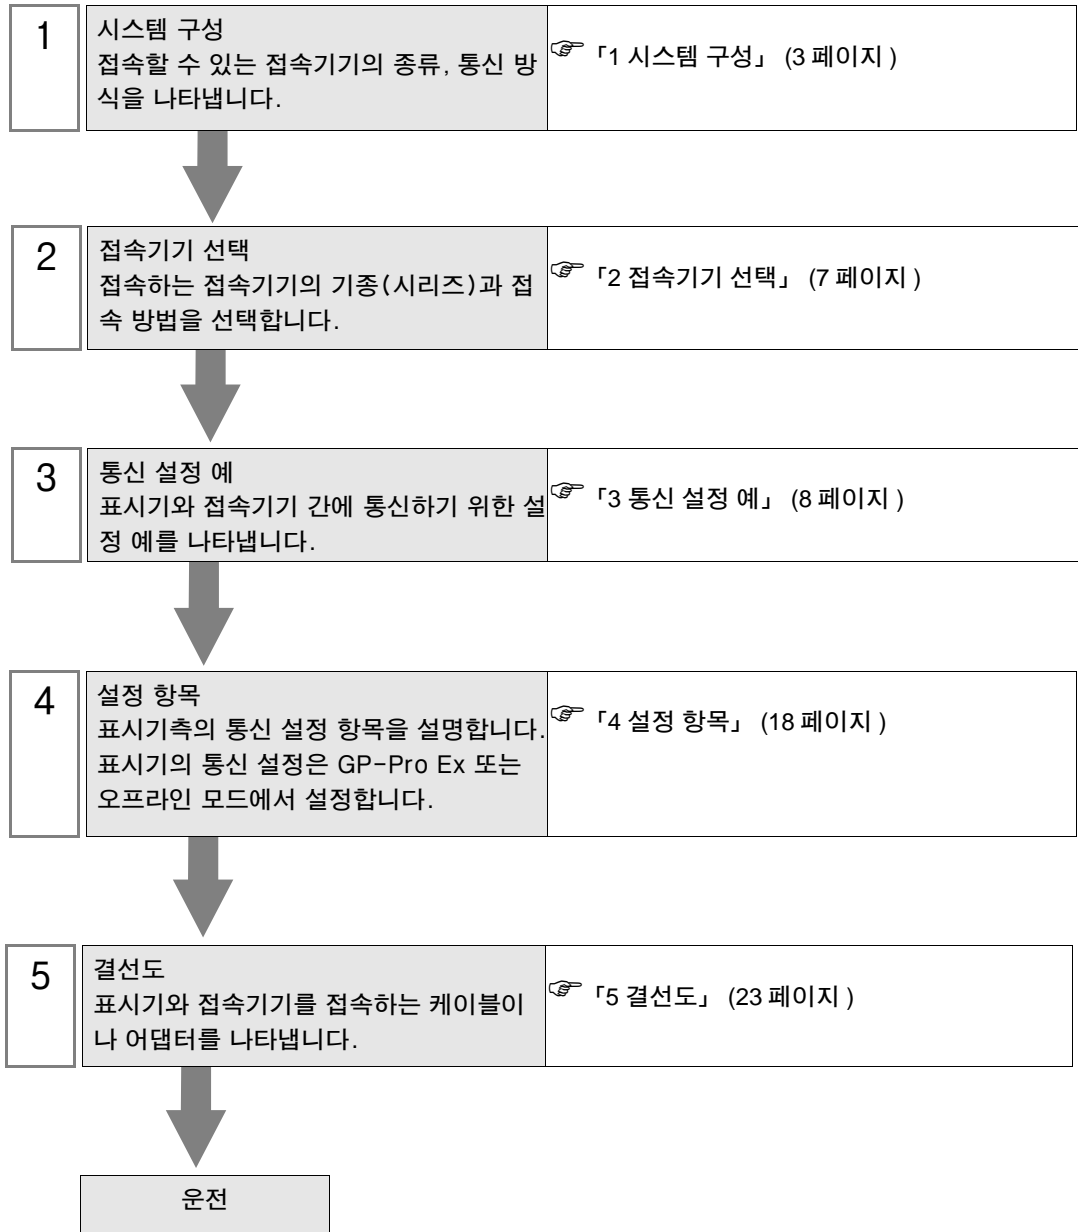 1
시스템 구성
접속할 수 있는 접속기기의 종류, 통신 방
식을 나타냅니다.
☞ 「1 시스템 구성」 (3 페이지 )
2
접속기기 선택
접속하는 접속기기의 기종(시리즈)과 접
속 방법을 선택합니다.
☞ 「2 접속기기 선택」 (7 페이지 )
3
통신 설정 예
표시기와 접속기기 간에 통신하기 위한 설
정 예를 나타냅니다.
☞ 「3 통신 설정 예」 (8 페이지 )
4
설정 항목
표시기측의 통신 설정 항목을 설명합니다.
표시기의 통신 설정은 GP-Pro Ex 또는
오프라인 모드에서 설정합니다.
☞ 「4 설정 항목」 (18 페이지 )
5
결선도
표시기와 접속기기를 접속하는 케이블이
나 어댑터를 나타냅니다.
☞ 「5 결선도」 (23 페이지 )
운전